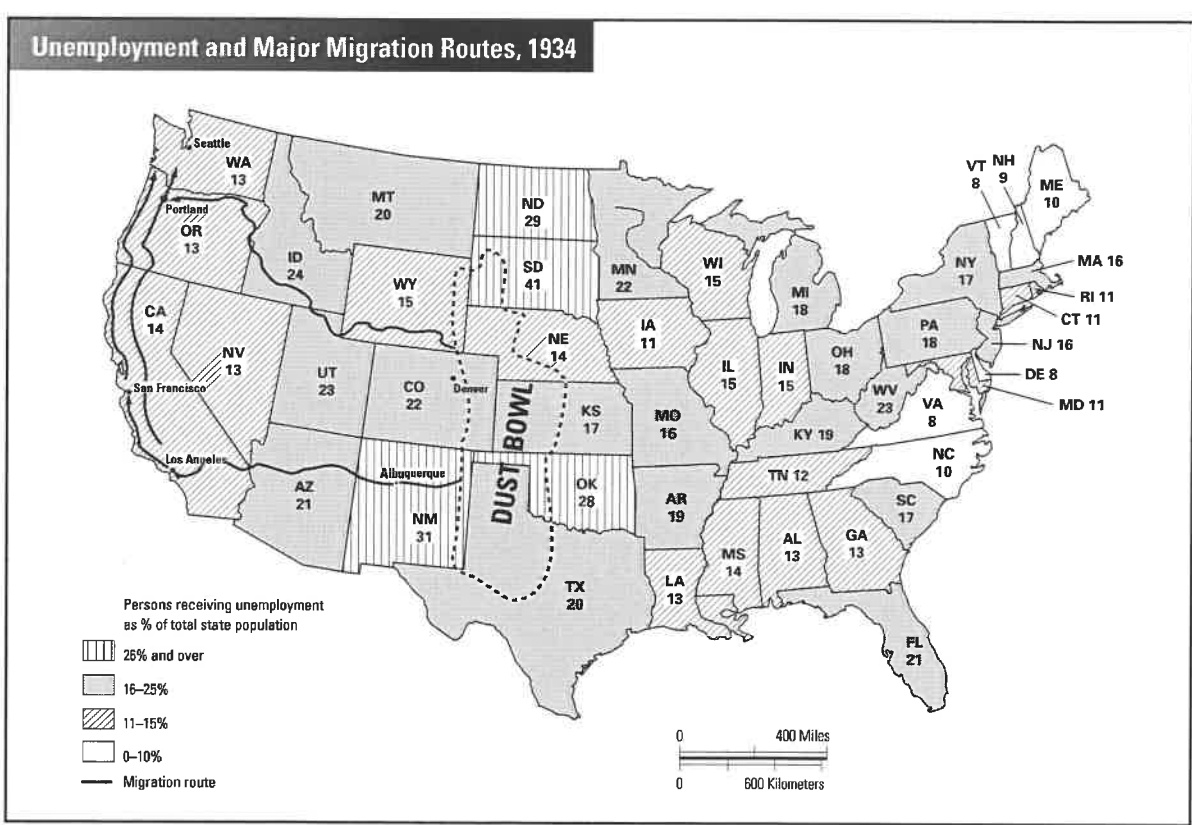 Unemployment and Major Migration Routes, 1934
Seattle
WA
13
Portland
OR
13
MT
20
ID
24
ND
29
SD
41
WY
15
MN
22
WI
15
MI
18
VT
8
NH
9
ME
10
NY
17
MA 16
RI 11
CT 11
NJ 16
DE 8
MD 11
PA
18
CA
14
NV
13
San Francisco
UT
23
CO
22
Denver
NE
14
IA
11
IL
15
IN
15
OH
18
WV
23
VA
8
KS
17
MO
16
KY 19
NC
10
TN 12
DUST BOWL
Los Angeles
Albuquerque
AZ
21
NM
31
OK
28
AR
19
SC
17
MS
14
AL
13
GA
13
LA
13
TX
20
FL
21
Persons receiving unemployment
as % of total state population
26% and over
16–25%
11–15%
0–10%
Migration route
0 400 Miles
0 600 Kilometers